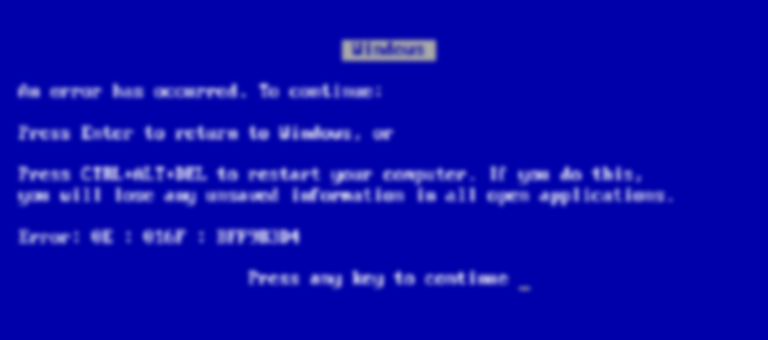 Windows
An error has occurred. To continue:
Press Enter to return to Windows, or
Press CTRL+ALT+DEL to restart your computer. If you do this,
you will lose any unsaved information in all open applications.
Error: 0E : 016F : BFF9B3D4
Press any key to continue _